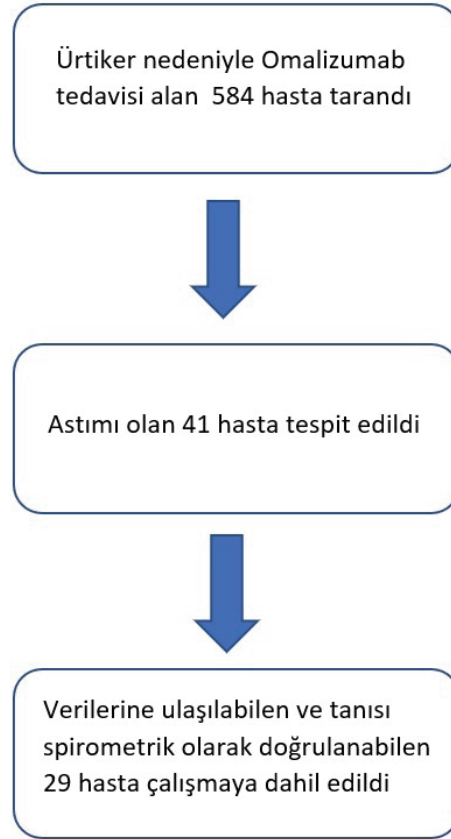 Ürtiker nedeniyle Omalizumab
tedavisi alan  584 hasta tarandı
Astımı olan 41 hasta tespit edildi
Verilerine ulaşılabilen ve tanısı
spirometrik olarak doğrulanabilen
29 hasta çalışmaya dahil edildi